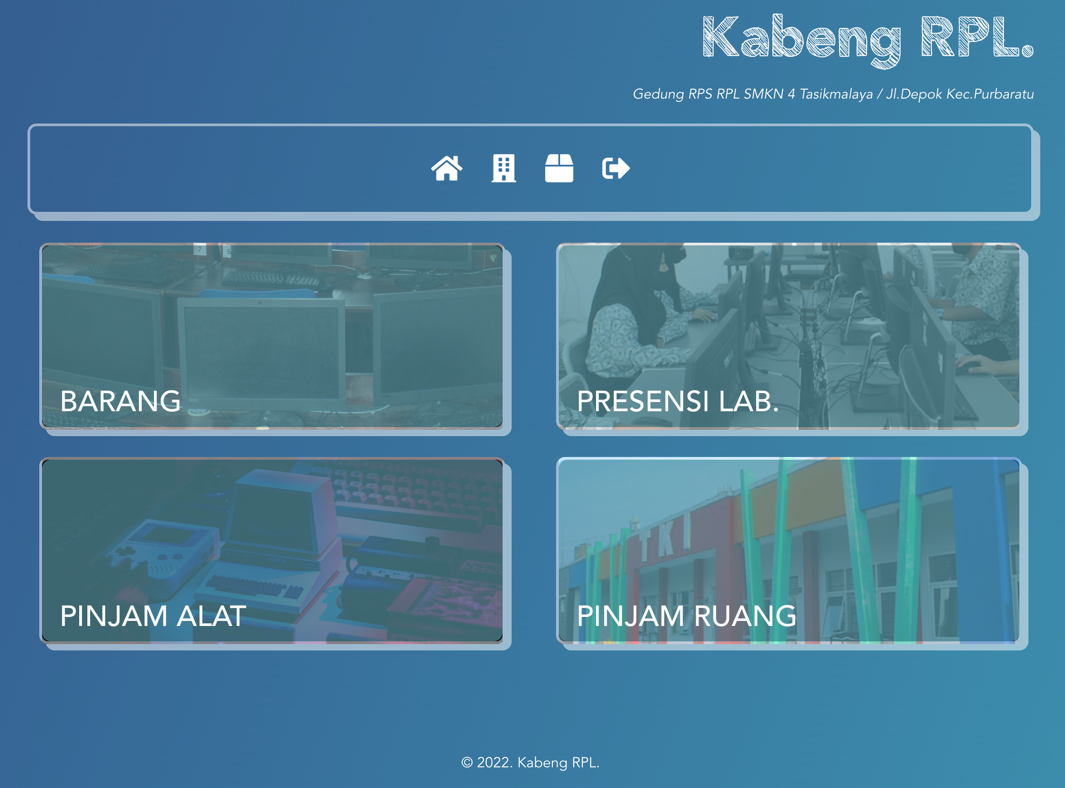 Kabeng RPL.
Gedung RPS RPL SMKN 4 Tasikmalaya / Jl.Depok Kec.Purbaratu
BARANG
PRESENSI LAB.
TKI
PINJAM ALAT
PINJAM RUANG
© 2022. Kabeng RPL.